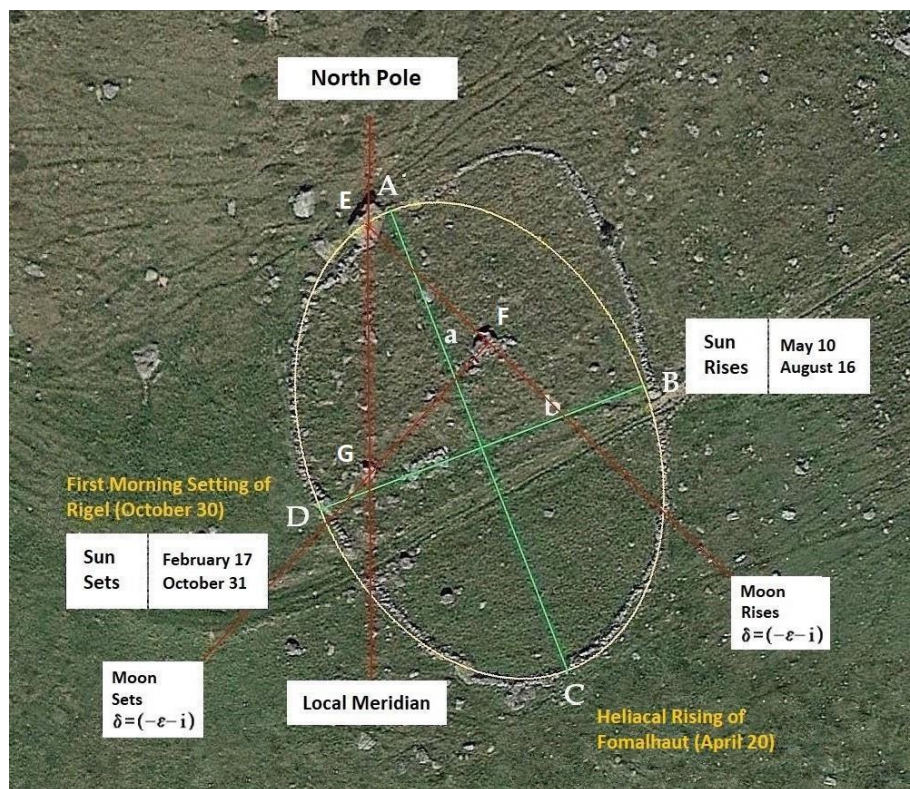 North Pole
A
E
F
a
Sun
Rises
May 10
August 16
B
b
G
First Morning Setting of
Rigel (October 30)
D
Sun
Sets
February 17
October 31
Moon
Rises
δ=(-ε-i)
Moon
Sets
δ=(-ε-i)
Local Meridian
C
Heliacal Rising of
Fomalhaut (April 20)